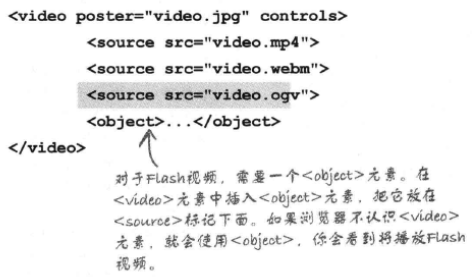 <video poster="video.jpg" controls>
<source src="video.mp4">
<source src="video.webm">
<source src="video.ogv">
<object>...</object>
</video>
对于Flash视频，需要一个<object>元素。在
<video>元素中插入<object>元素，把它放在
<source>标记下面。如果浏览器不认识<video>
元素，就会使用<object>，你会看到将播放Flash
视频。